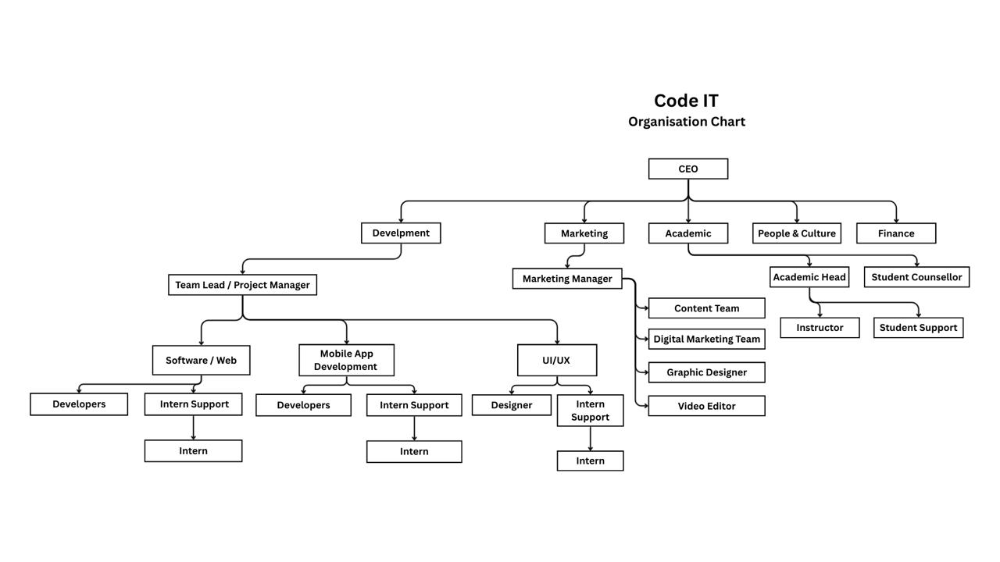 Code IT
Organisation Chart
CEO
Develpment
Marketing
Academic
People & Culture
Finance
Team Lead / Project Manager
Marketing Manager
Academic Head
Student Counsellor
Content Team
Digital Marketing Team
Graphic Designer
Video Editor
Instructor
Student Support
Software / Web
Mobile App
Development
UI/UX
Developers
Intern Support
Developers
Intern Support
Designer
Intern
Support
Intern
Intern
Intern